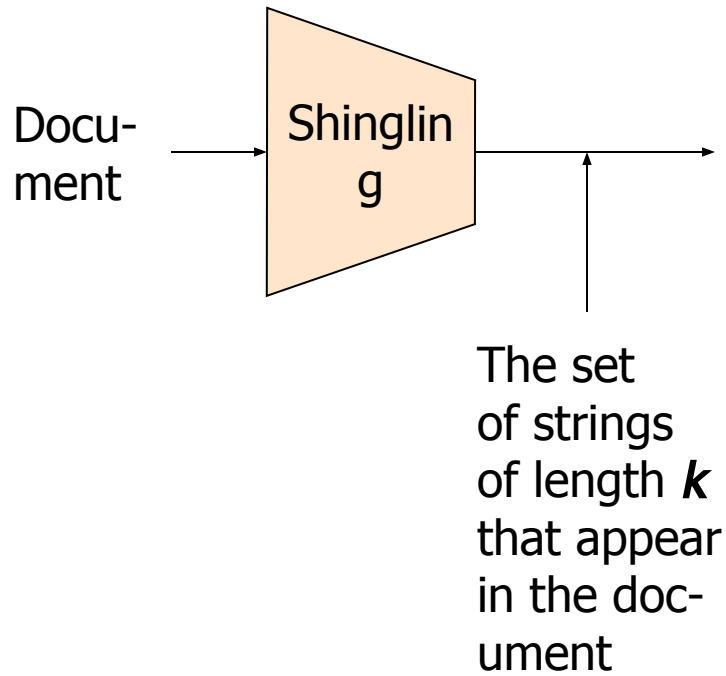 Docu-
ment
Shinglin
g
The set
of strings
of length k
that appear
in the doc-
ument